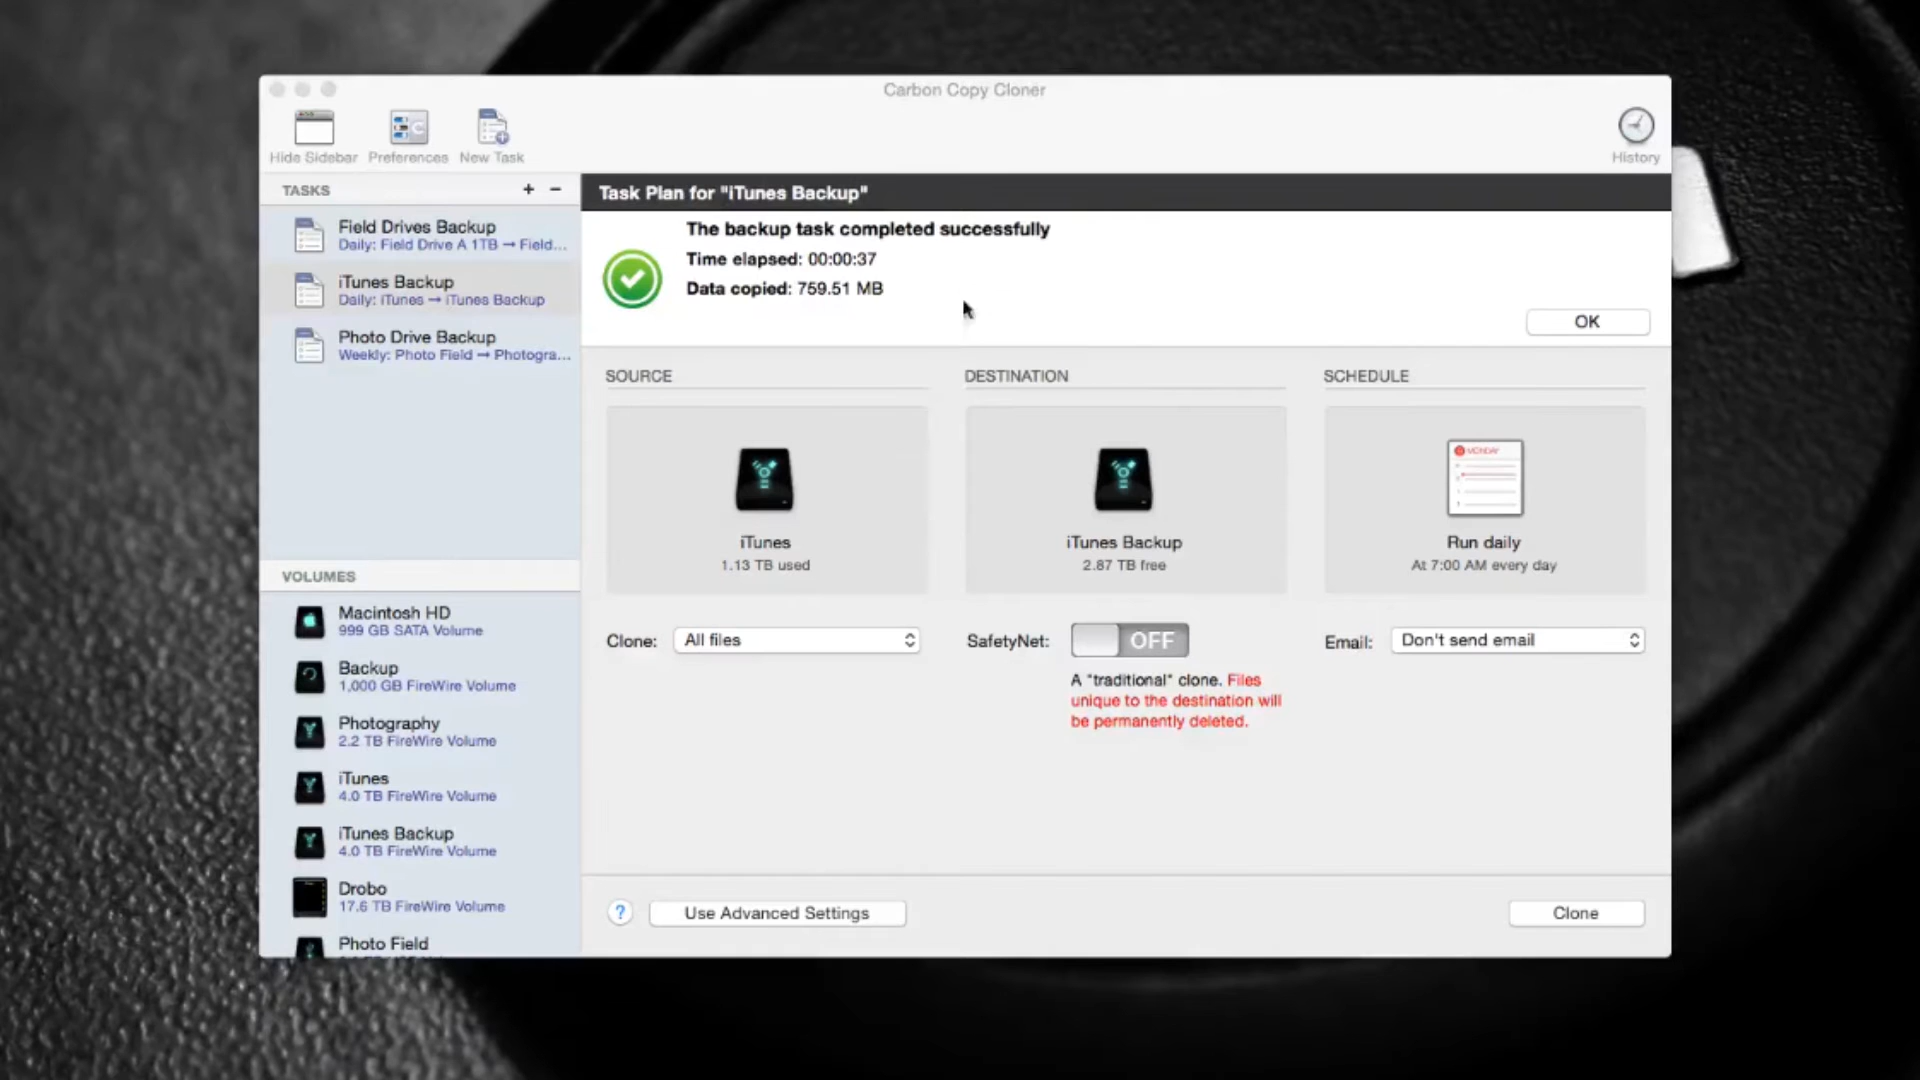 Carbon Copy Cloner
Hide Sidebar
Preferences
New Task
History
TASKS
+ −
Field Drives Backup
Daily: Field Drive A 1TB → Field...
iTunes Backup
Daily: iTunes → iTunes Backup
Photo Drive Backup
Weekly: Photo Field → Photogra...
VOLUMES
Macintosh HD
999 GB SATA Volume
Backup
1,000 GB FireWire Volume
Photography
2.2 TB FireWire Volume
iTunes
4.0 TB FireWire Volume
iTunes Backup
4.0 TB FireWire Volume
Drobo
17.6 TB FireWire Volume
Photo Field
Task Plan for "iTunes Backup"
The backup task completed successfully
Time elapsed: 00:00:37
Data copied: 759.51 MB
OK
SOURCE
iTunes
1.13 TB used
Clone: All files
DESTINATION
iTunes Backup
2.87 TB free
SafetyNet: OFF
A "traditional" clone. Files
unique to the destination will
be permanently deleted.
SCHEDULE
MONDAY
Run daily
At 7:00 AM every day
Email: Don't send email
? Use Advanced Settings
Clone